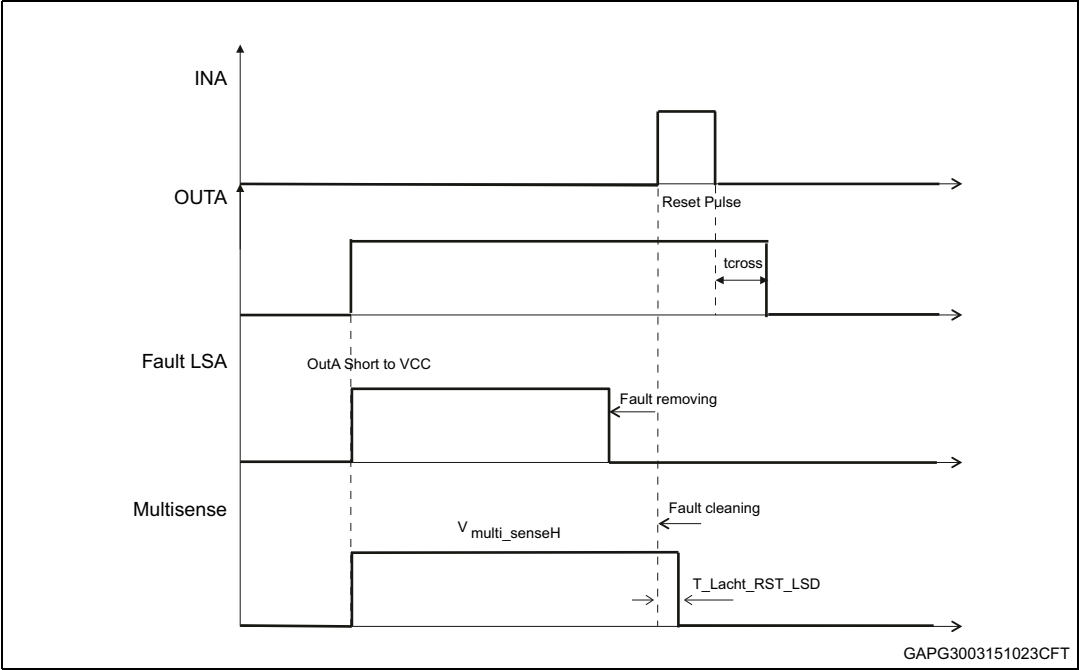 INA
Reset Pulse
OUTA
tcross
Fault LSA
OutA Short to VCC
Fault removing
Multisense
Fault cleaning
V multi_senseH
T_Lacht_RST_LSD
GAPG3003151023CFT